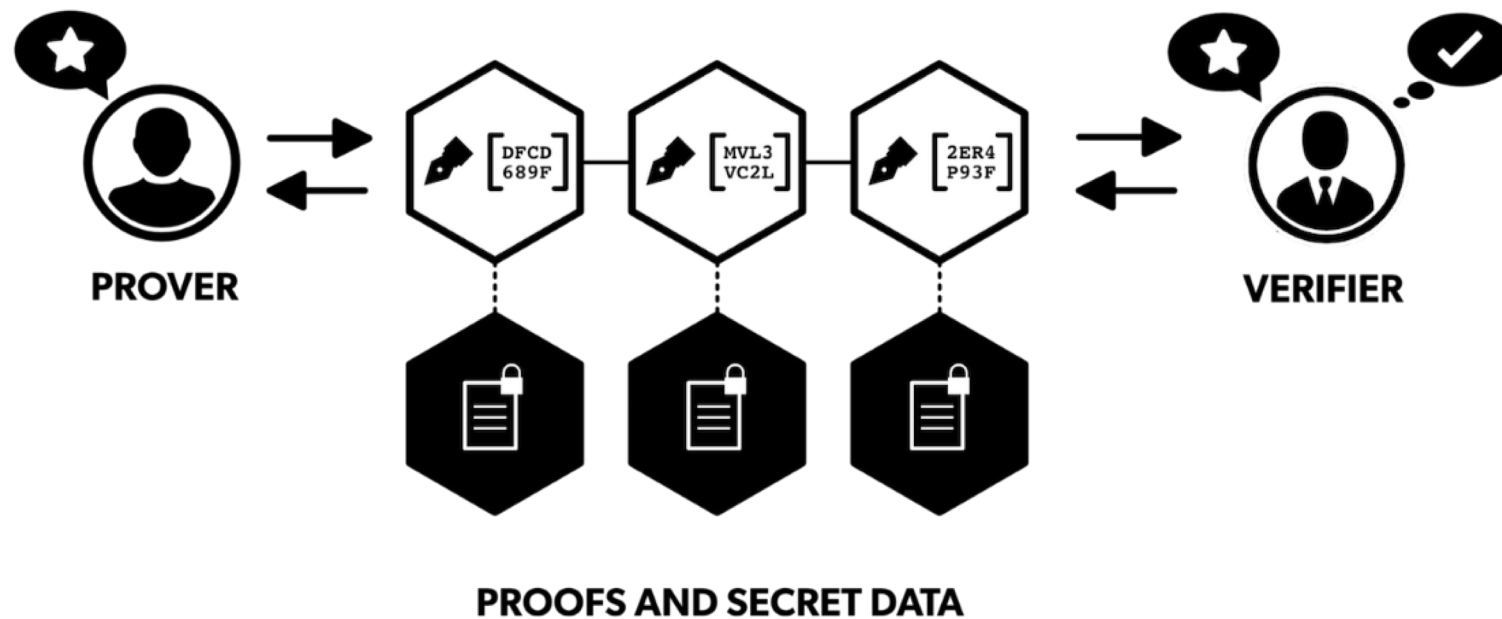 DFCD
689F
MVL3
VC2L
2ER4
P93F
PROVER
VERIFIER
PROOFS AND SECRET DATA